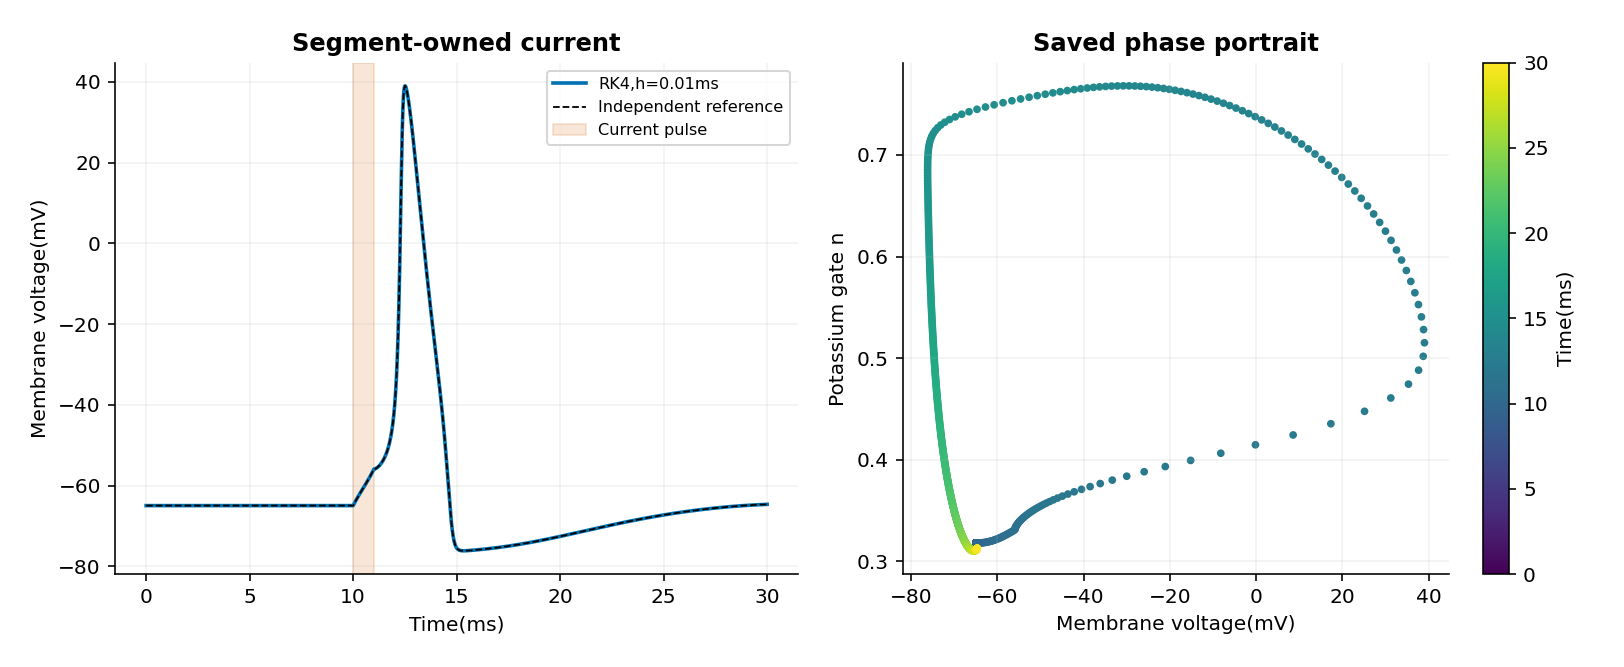 Segment-owned current
Membrane voltage(mV)
40
20
0
−20
−40
−60
−80
RK4,h=0.01ms
Independent reference
Current pulse
0 5 10 15 20 25 30
Time(ms)
Saved phase portrait
Potassium gate n
0.7
0.6
0.5
0.4
0.3
−80 −60 −40 −20 0 20 40
Membrane voltage(mV)
30
25
20
15
10
5
0
Time(ms)